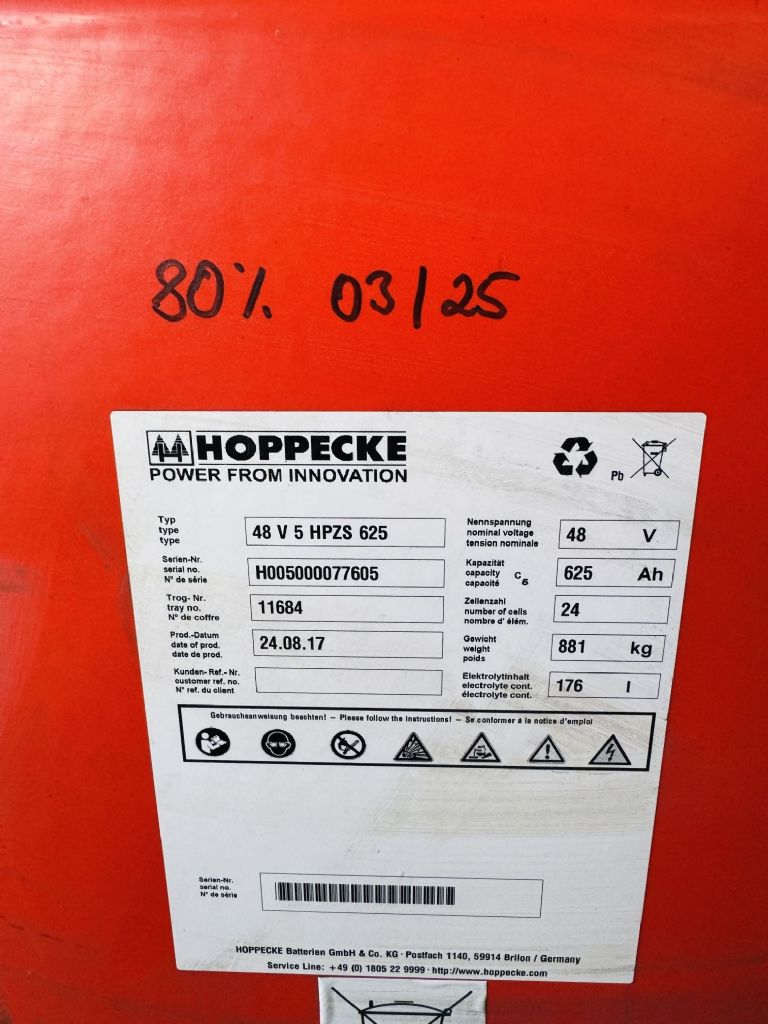 80% 03/25
HOPPECKE
POWER FROM INNOVATION
Pb
Typ
type
type
48 V 5 HPZS 625
Nennspannung
nominal voltage
tension nominale
48 V
Serien-Nr.
serial no.
N° de série
H005000077605
Kapazität
capacity C5
capacité
625 Ah
Trog- Nr.
tray no.
N° de coffre
11684
Zellenzahl
number of cells
nombre d' élém.
24
Prod.-Datum
date of prod.
date de prod.
24.08.17
Gewicht
weight
poids
881 kg
Kunden- Ref.- Nr.
customer ref. no.
N° ref. du client
Elektrolytinhalt
electrolyte cont.
électrolyte cont.
176 l
Gebrauchsanweisung beachten! – Please follow the instructions! – Se conformer à la notice d'emploi
Serien-Nr.
serial no.
N° de série
HOPPECKE Batterien GmbH & Co. KG · Postfach 1140, 59914 Brilon / Germany
Service Line: +49 (0) 1805 22 9999 · http://www.hoppecke.com